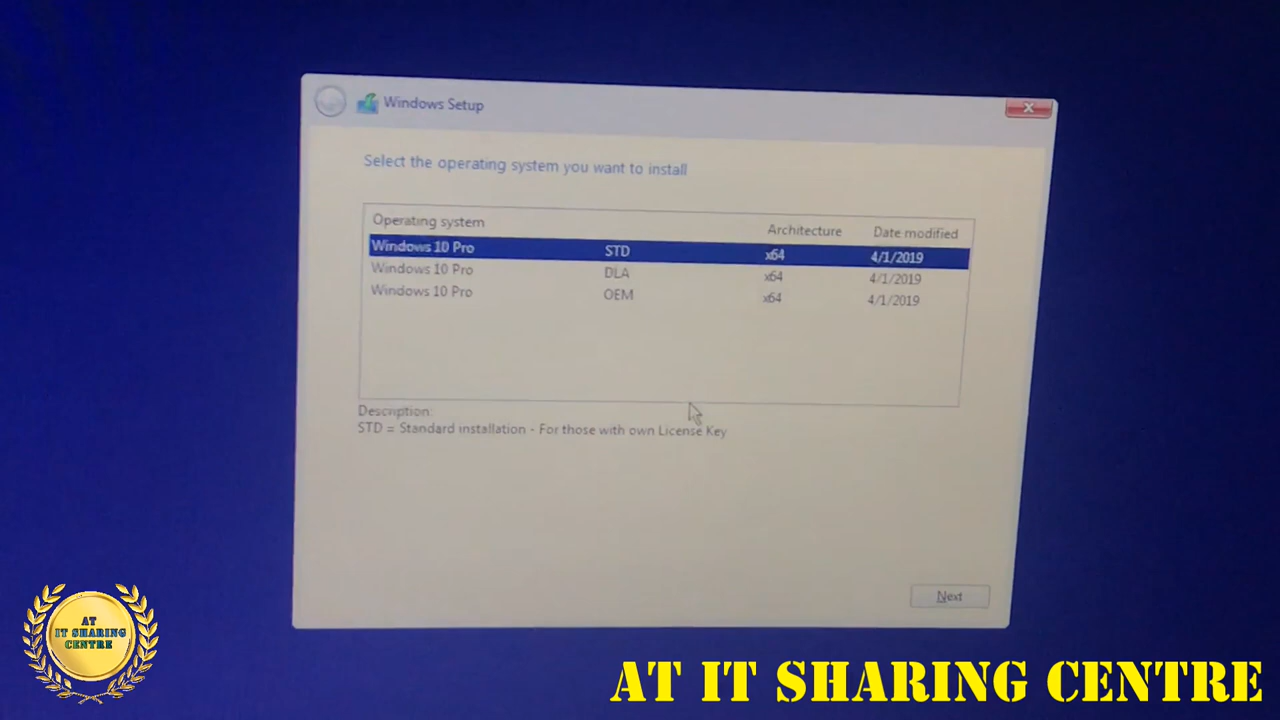 Windows Setup
Select the operating system you want to install
Operating system Architecture Date modified
Windows 10 Pro STD x64 4/1/2019
Windows 10 Pro DLA x64 4/1/2019
Windows 10 Pro OEM x64 4/1/2019
Description:
STD = Standard installation - For those with own License Key
Next
AT
IT SHARING
CENTRE
AT IT SHARING CENTRE